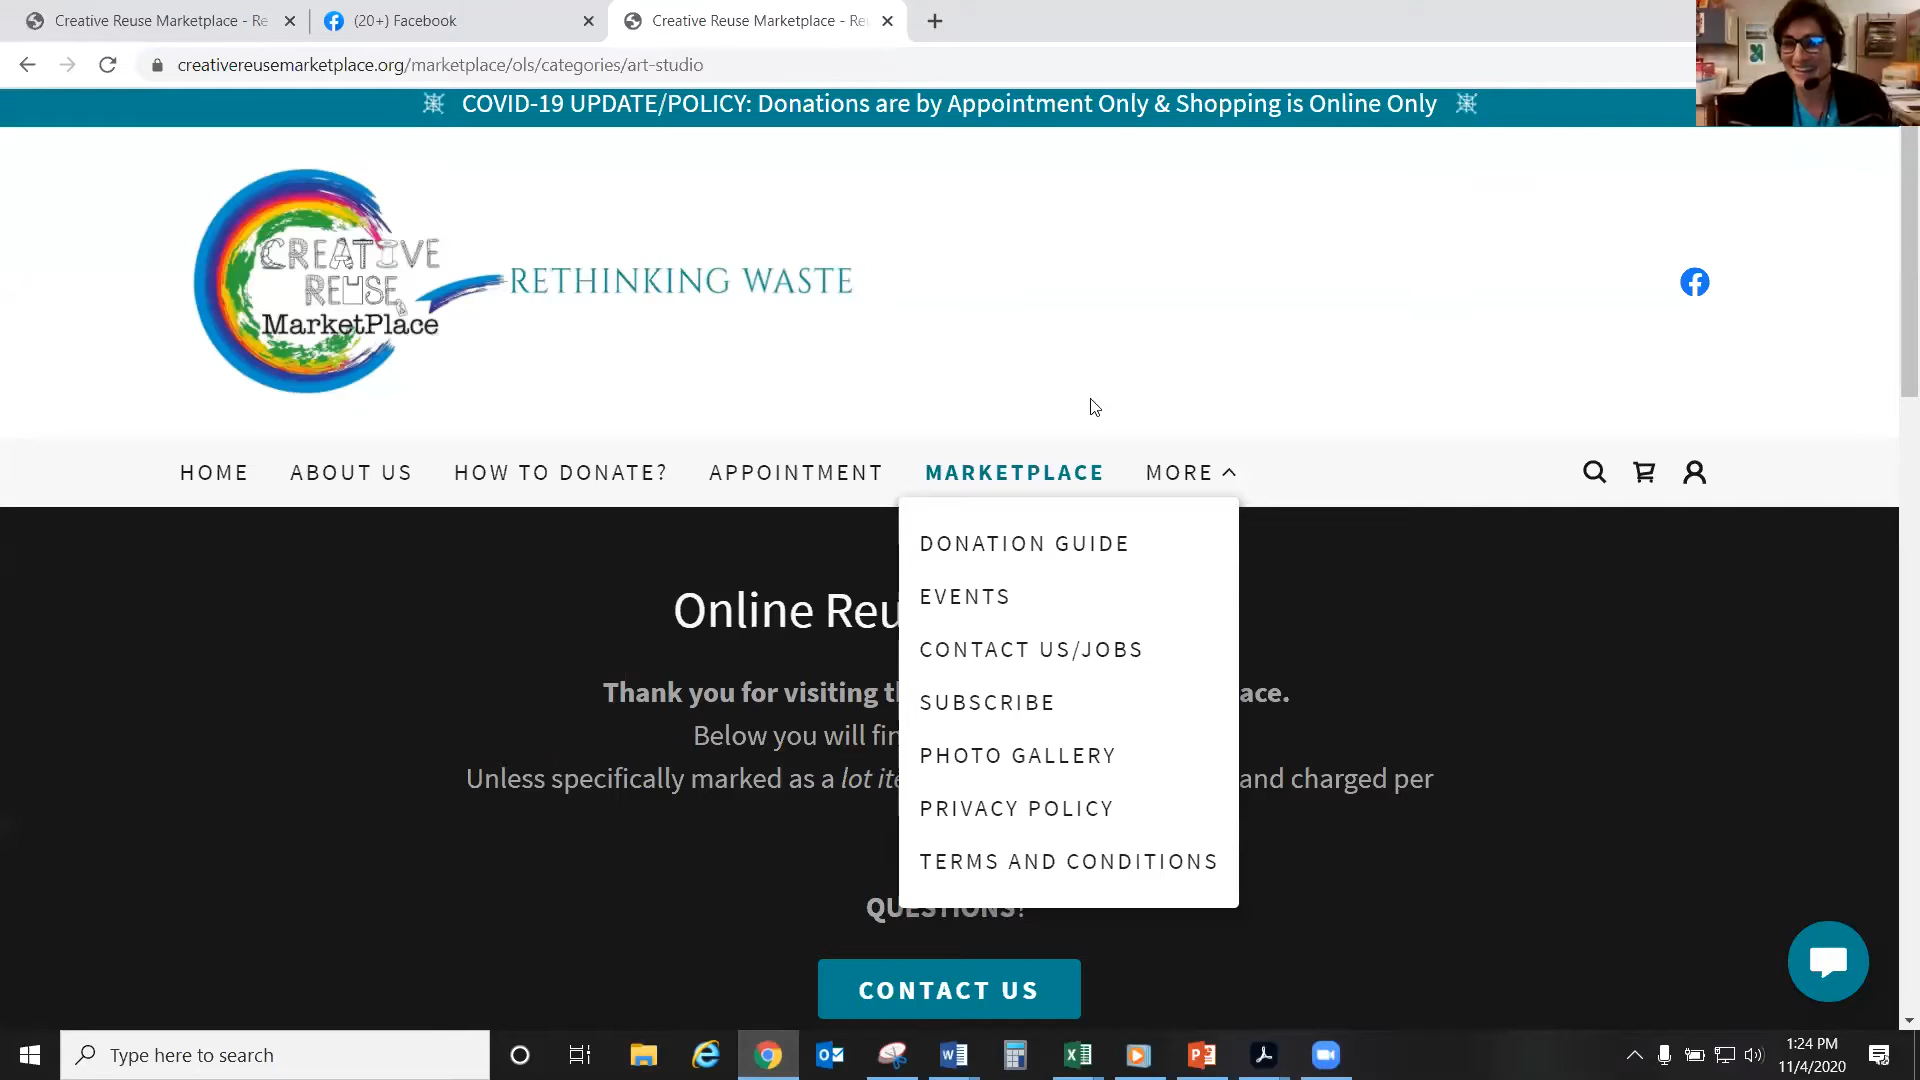 Creative Reuse Marketplace - Re
(20+) Facebook
Creative Reuse Marketplace - Re
creativereusemarketplace.org/marketplace/ols/categories/art-studio
COVID-19 UPDATE/POLICY: Donations are by Appointment Only & Shopping is Online Only
CREATIVE
REUSE
MarketPlace
RETHINKING WASTE
HOME ABOUT US HOW TO DONATE? APPOINTMENT MARKETPLACE MORE
DONATION GUIDE
EVENTS
CONTACT US/JOBS
SUBSCRIBE
PHOTO GALLERY
PRIVACY POLICY
TERMS AND CONDITIONS
Online Reu
Thank you for visiting th ace.
Below you will fin
Unless specifically marked as a lot ite and charged per
QUESTIONS?
CONTACT US
Type here to search
1:24 PM
11/4/2020